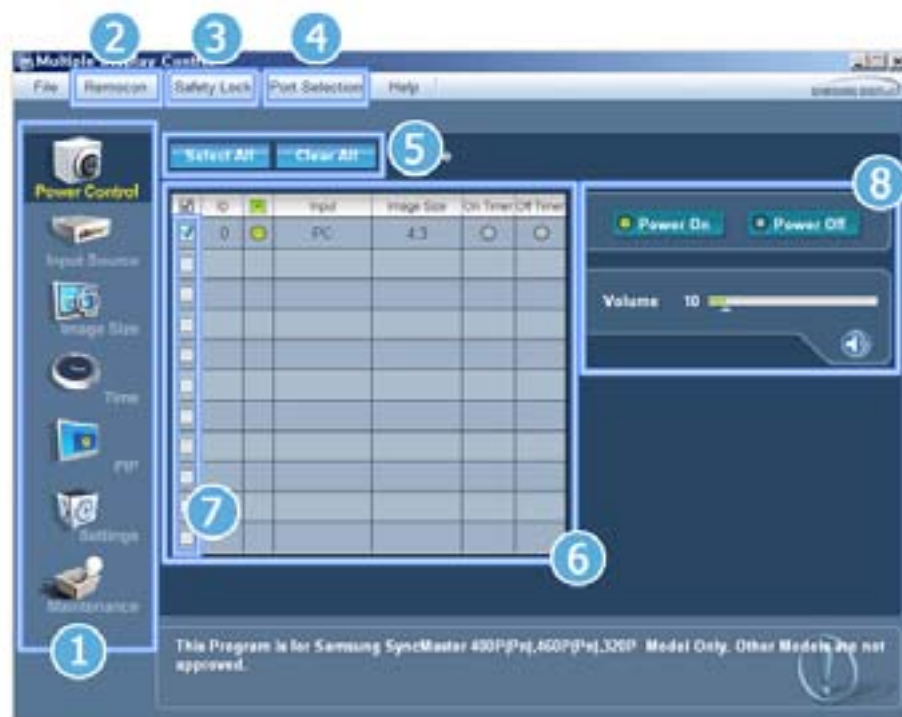 2 3 4
Multiple Display Control
File Remocon Safety Lock Port Selection Help
SAMSUNG DISPLAY
Select All Clear All 5
8
Power Control
Input Source
Image Size
Time
PIP
Settings
Maintenance
1
ID Input Image Size On Timer Off Timer
0 PC 4:3
7
6
Power On Power Off
Volume 10
This Program is for Samsung SyncMaster 400P(Pn),460P(Pn),320P Model Only. Other Models are not
approved.